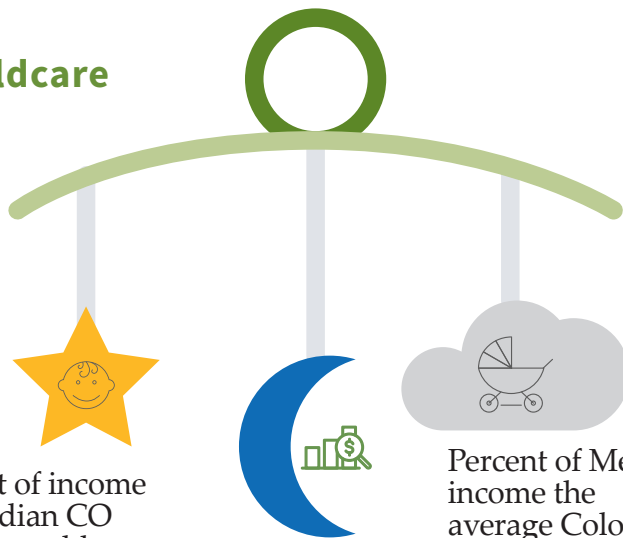 ldcare
t of income
dian CO
$
Percent of Me
income the
average Colo